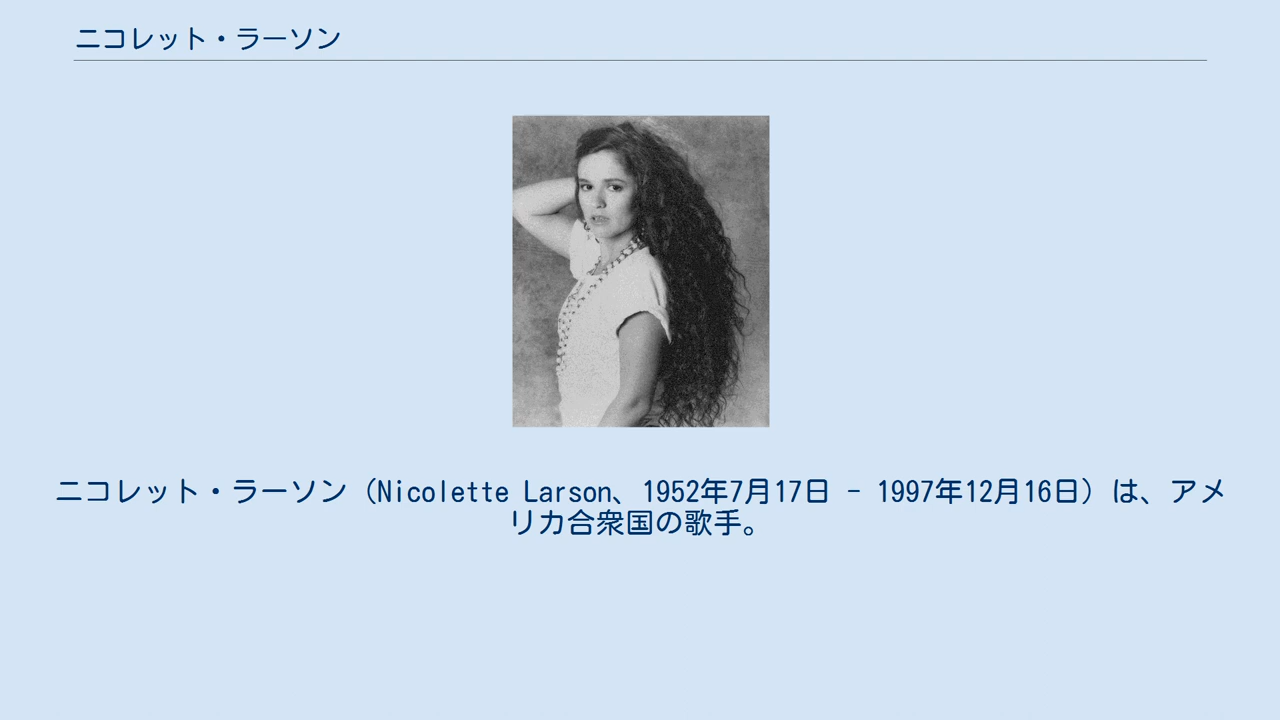 ニコレット・ラーソン
ニコレット・ラーソン（Nicolette Larson、1952年7月17日 - 1997年12月16日）は、アメ
リカ合衆国の歌手。